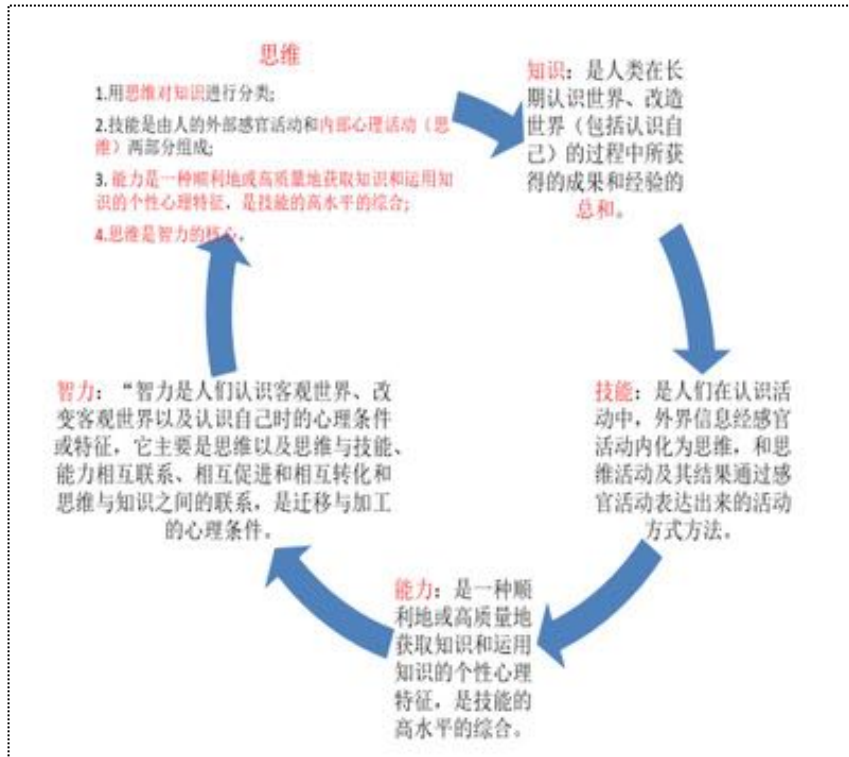 思维
1.用思维对知识进行分类;
2.技能是由人的外部感官活动和内部心理活动（思
维）两部分组成;
3. 能力是一种顺利地或高质量地获取知识和运用知
识的个性心理特征，是技能的高水平的综合;
4.思维是智力的核心。
知识：是人类在长
期认识世界、改造
世界（包括认识自
己）的过程中所获
得的成果和经验的
总和。
技能：是人们在认识活
动中，外界信息经感官
活动内化为思维，和思
维活动及其结果通过感
官活动表达出来的活动
方式方法。
能力：是一种顺
利地或高质量地
获取知识和运用
知识的个性心理
特征，是技能的
高水平的综合。
智力：“智力是人们认识客观世界、改
变客观世界以及认识自己时的心理条件
或特征，它主要是思维以及思维与技能、
能力相互联系、相互促进和相互转化和
思维与知识之间的联系，是迁移与加工
的心理条件。